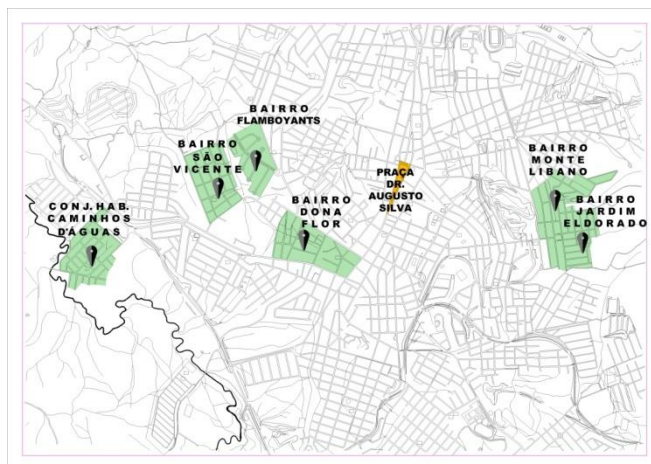 BAIRRO
FLAMBOYANTS
BAIRRO
SÃO
VICENTE
BAIRRO
MONTE
LIBANO
PRAÇA
DR.
AUGUSTO
SILVA
BAIRRO
DONA
FLOR
BAIRRO
JARDIM
ELDORADO
CONJ.HAB.
CAMINHOS
D'ÁGUAS